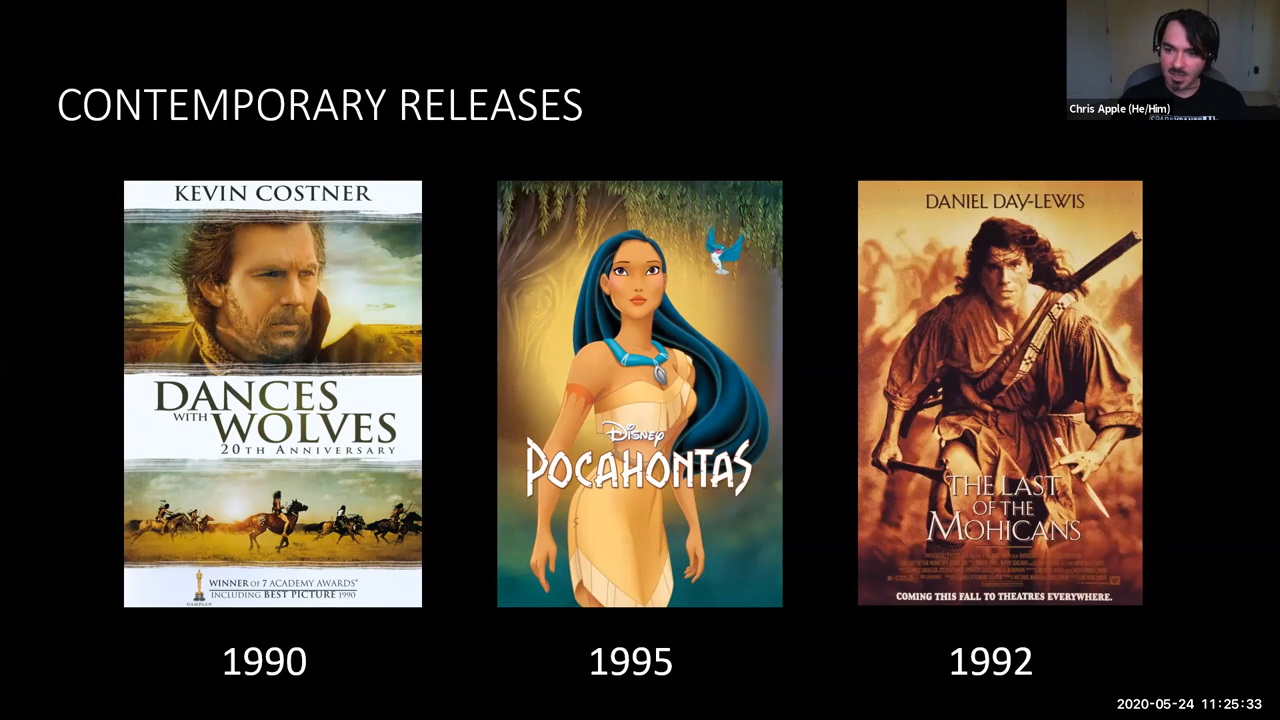 CONTEMPORARY RELEASES
Chris Apple (He/Him)
KEVIN COSTNER
DANCES
WITH WOLVES
20TH ANNIVERSARY
WINNER OF 7 ACADEMY AWARDS®
INCLUDING BEST PICTURE 1990
©A.M.P.A.S.®
Disney
POCAHONTAS
DANIEL DAY-LEWIS
THE LAST
OF THE
MOHICANS
COMING THIS FALL TO THEATRES EVERYWHERE.
1990
1995
1992
2020-05-24 11:25:33